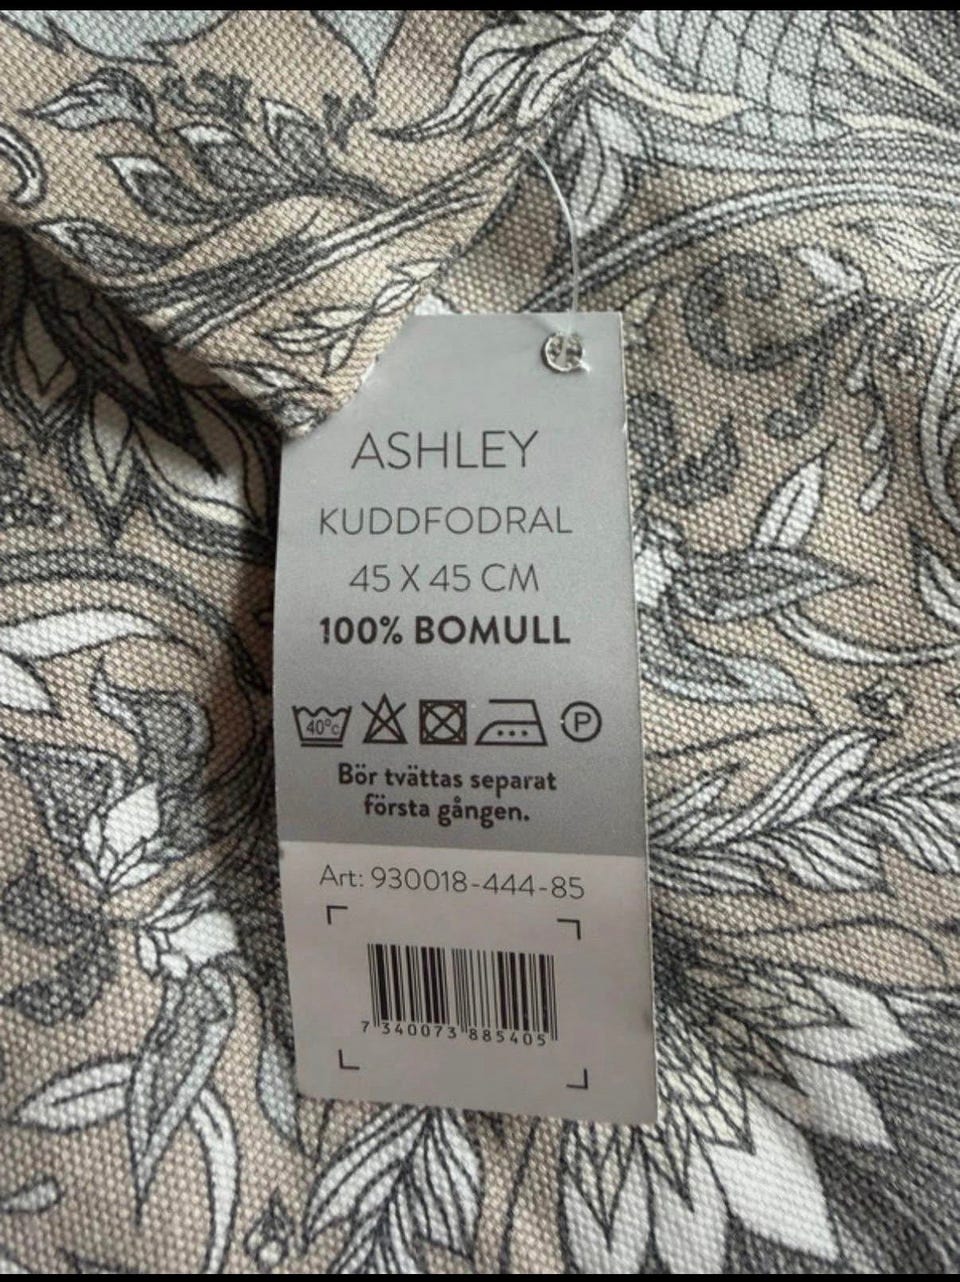 ASHLEY
KUDDFODRAL
45 X 45 CM
100% BOMULL
40°C P
Bör tvättas separat
första gången.
Art: 930018-444-85
7 340073 885405